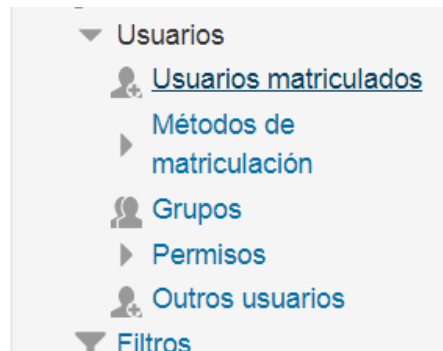 Usuarios
Usuarios matriculados
Métodos de
matriculación
Grupos
Permisos
Outros usuarios
Filtros